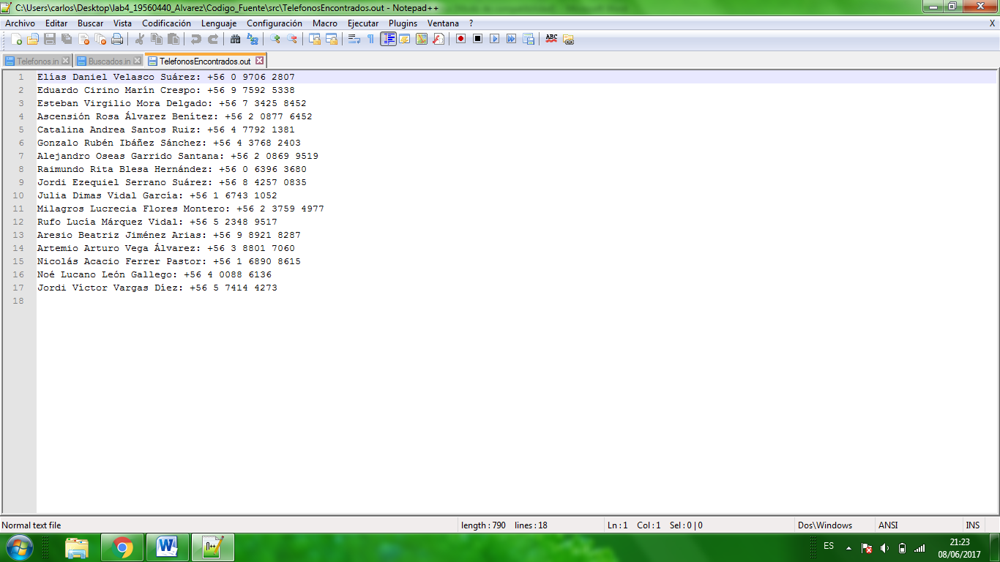 C:\Users\carlos\Desktop\lab4_19560440_Alvarez\Codigo_Fuente\src\TelefonosEncontrados.out - Notepad++
Archivo Editar Buscar Vista Codificación Lenguaje Configuración Macro Ejecutar Plugins Ventana ? X
ABC
Telefonos.in Buscados.in TelefonosEncontrados.out
1 Elías Daniel Velasco Suárez: +56 0 9706 2807
2 Eduardo Cirino Marín Crespo: +56 9 7592 5338
3 Esteban Virgilio Mora Delgado: +56 7 3425 8452
4 Ascensión Rosa Álvarez Benítez: +56 2 0877 6452
5 Catalina Andrea Santos Ruiz: +56 4 7792 1381
6 Gonzalo Rubén Ibáñez Sánchez: +56 4 3768 2403
7 Alejandro Oseas Garrido Santana: +56 2 0869 9519
8 Raimundo Rita Blesa Hernández: +56 0 6396 3680
9 Jordi Ezequiel Serrano Suárez: +56 8 4257 0835
10 Julia Dimas Vidal García: +56 1 6743 1052
11 Milagros Lucrecia Flores Montero: +56 2 3759 4977
12 Rufo Lucía Márquez Vidal: +56 5 2348 9517
13 Aresio Beatriz Jiménez Arias: +56 9 8921 8287
14 Artemio Arturo Vega Álvarez: +56 3 8801 7060
15 Nicolás Acacio Ferrer Pastor: +56 1 6890 8615
16 Noé Lucano León Gallego: +56 4 0088 6136
17 Jordi Víctor Vargas Díez: +56 5 7414 4273
18
Normal text file length : 790 lines : 18 Ln : 1 Col : 1 Sel : 0 | 0 Dos\Windows ANSI INS
ES 21:23
08/06/2017